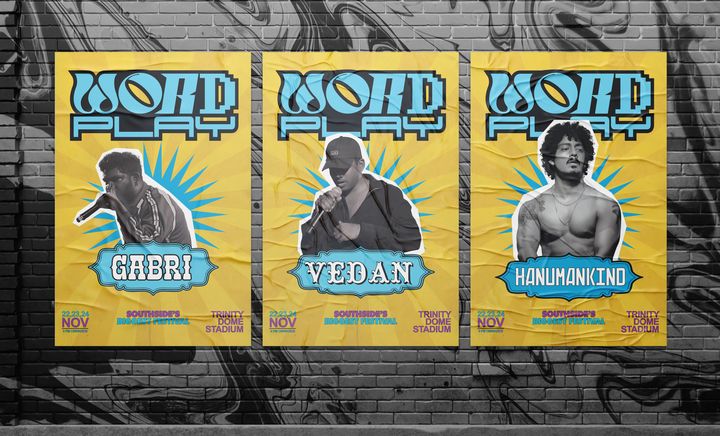 WORD
PLAY
GABRI
22,23,24
NOV
SOUTHSIDE'S
BIGGEST FESTIVAL
TRINITY
DOME
STADIUM
WORD
PLAY
VEDAN
22,23,24
NOV
SOUTHSIDE'S
BIGGEST FESTIVAL
TRINITY
DOME
STADIUM
WORD
PLAY
HANUMANKIND
22,23,24
NOV
SOUTHSIDE'S
BIGGEST FESTIVAL
TRINITY
DOME
STADIUM